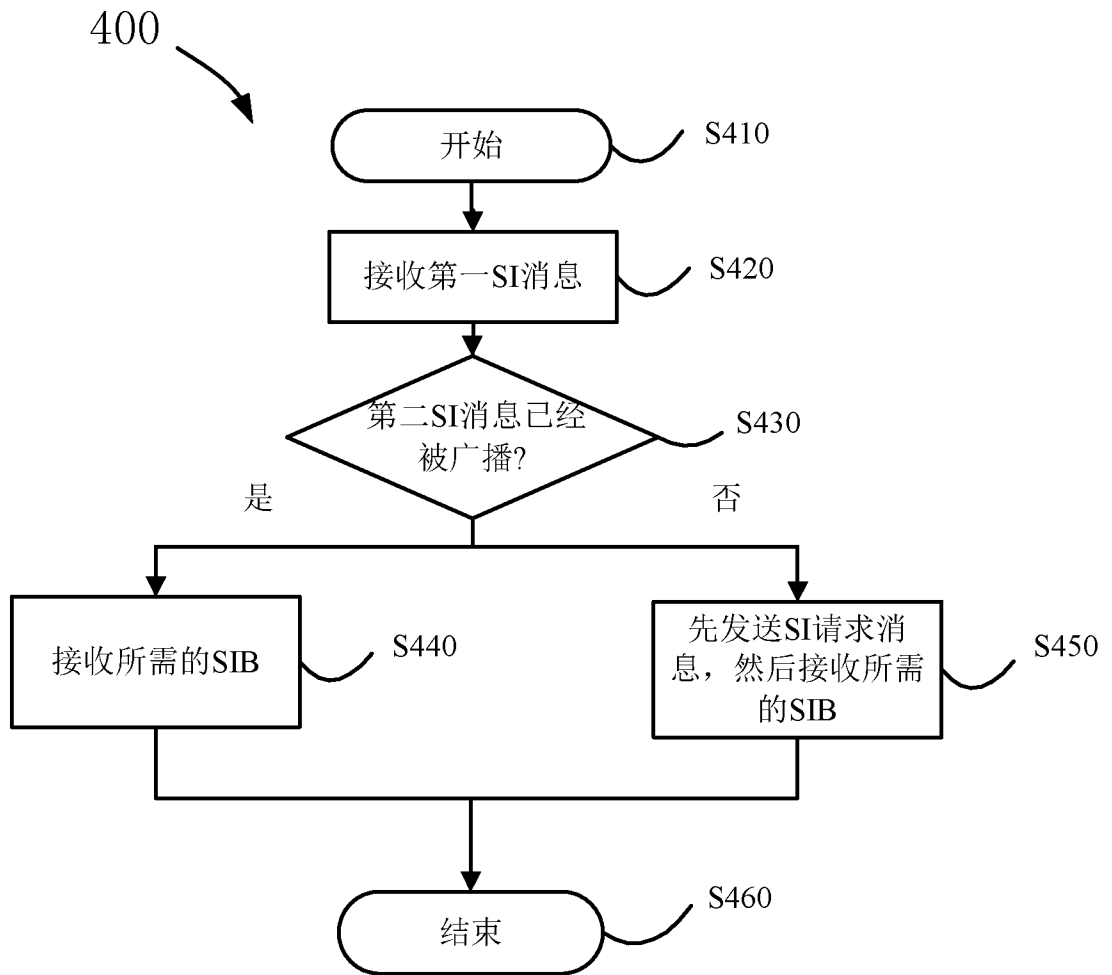 400
开始
S410
接收第一SI消息
S420
第二SI消息已经
被广播?
S430
是
否
接收所需的SIB
S440
先发送SI请求消
息，然后接收所需
的SIB
S450
结束
S460